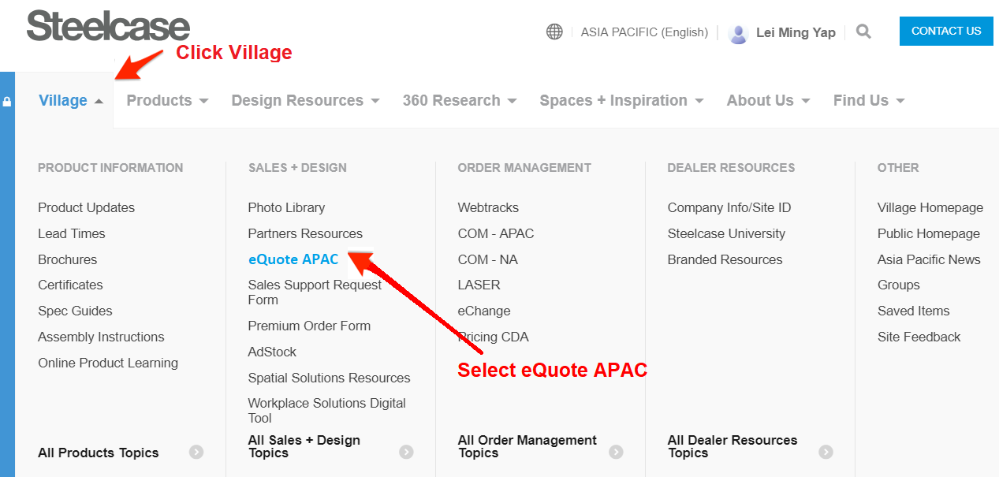 Steelcase
ASIA PACIFIC (English)
Lei Ming Yap
CONTACT US
Click Village
Village
Products
Design Resources
360 Research
Spaces + Inspiration
About Us
Find Us
PRODUCT INFORMATION
Product Updates
Lead Times
Brochures
Certificates
Spec Guides
Assembly Instructions
Online Product Learning
All Products Topics
SALES + DESIGN
Photo Library
Partners Resources
eQuote APAC
Sales Support Request
Form
Premium Order Form
AdStock
Spatial Solutions Resources
Workplace Solutions Digital
Tool
All Sales + Design
Topics
ORDER MANAGEMENT
Webtracks
COM - APAC
COM - NA
LASER
eChange
Pricing CDA
Select eQuote APAC
All Order Management
Topics
DEALER RESOURCES
Company Info/Site ID
Steelcase University
Branded Resources
All Dealer Resources
Topics
OTHER
Village Homepage
Public Homepage
Asia Pacific News
Groups
Saved Items
Site Feedback